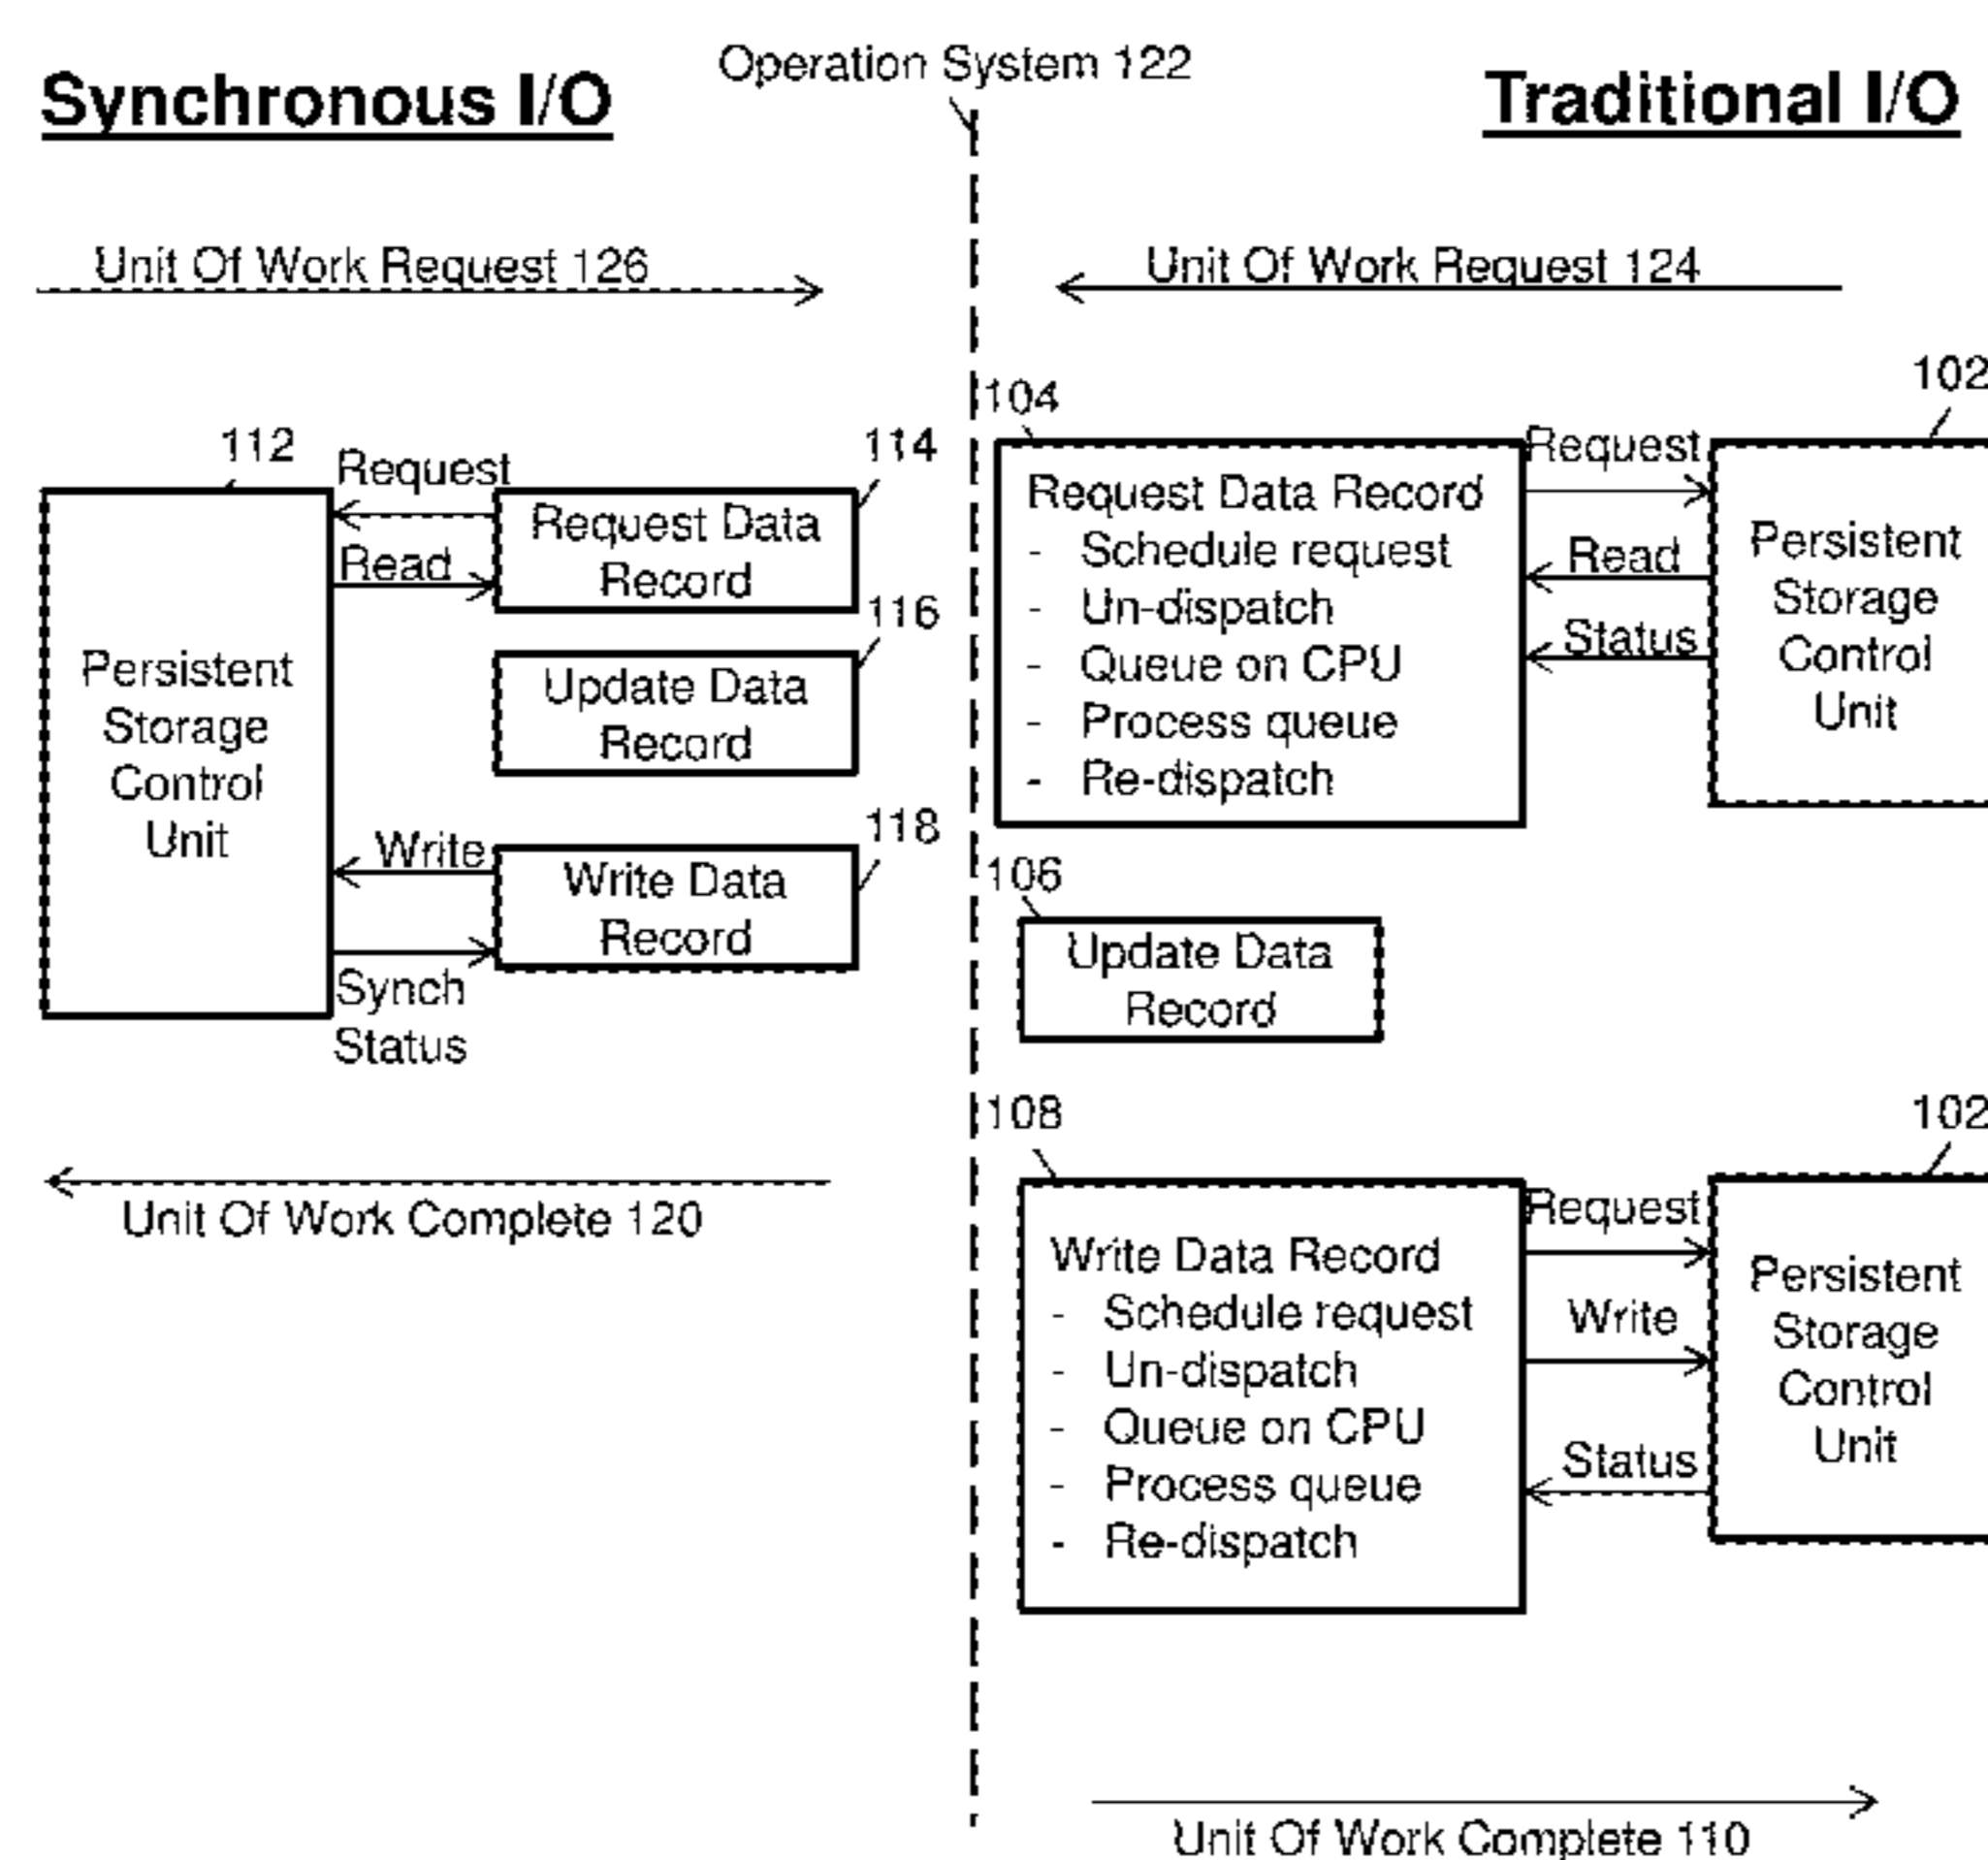 Operation System 122
Synchronous I/O
Traditional I/O
Unit Of Work Request 126
Unit Of Work Request 124
112
Request
Read
114
Request Data
Record
116
Update Data
Record
Persistent
Storage
Control
Unit
118
Write
Write Data
Record
Synch
Status
Unit Of Work Complete 120
104
Request Data Record
- Schedule request
- Un-dispatch
- Queue on CPU
- Process queue
- Re-dispatch
Request
Read
Status
102
Persistent
Storage
Control
Unit
106
Update Data
Record
108
Write Data Record
- Schedule request
- Un-dispatch
- Queue on CPU
- Process queue
- Re-dispatch
Request
Write
Status
102
Persistent
Storage
Control
Unit
Unit Of Work Complete 110